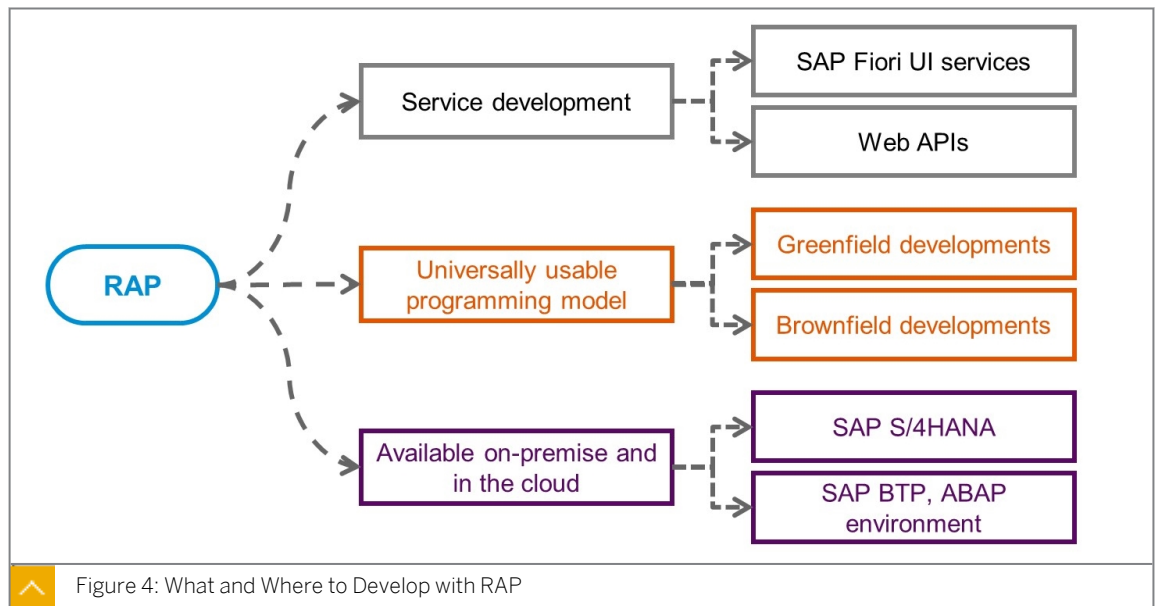 RAP
Service development
SAP Fiori UI services
Web APIs
Universally usable
programming model
Greenfield developments
Brownfield developments
Available on-premise and
in the cloud
SAP S/4HANA
SAP BTP, ABAP
environment
Figure 4: What and Where to Develop with RAP